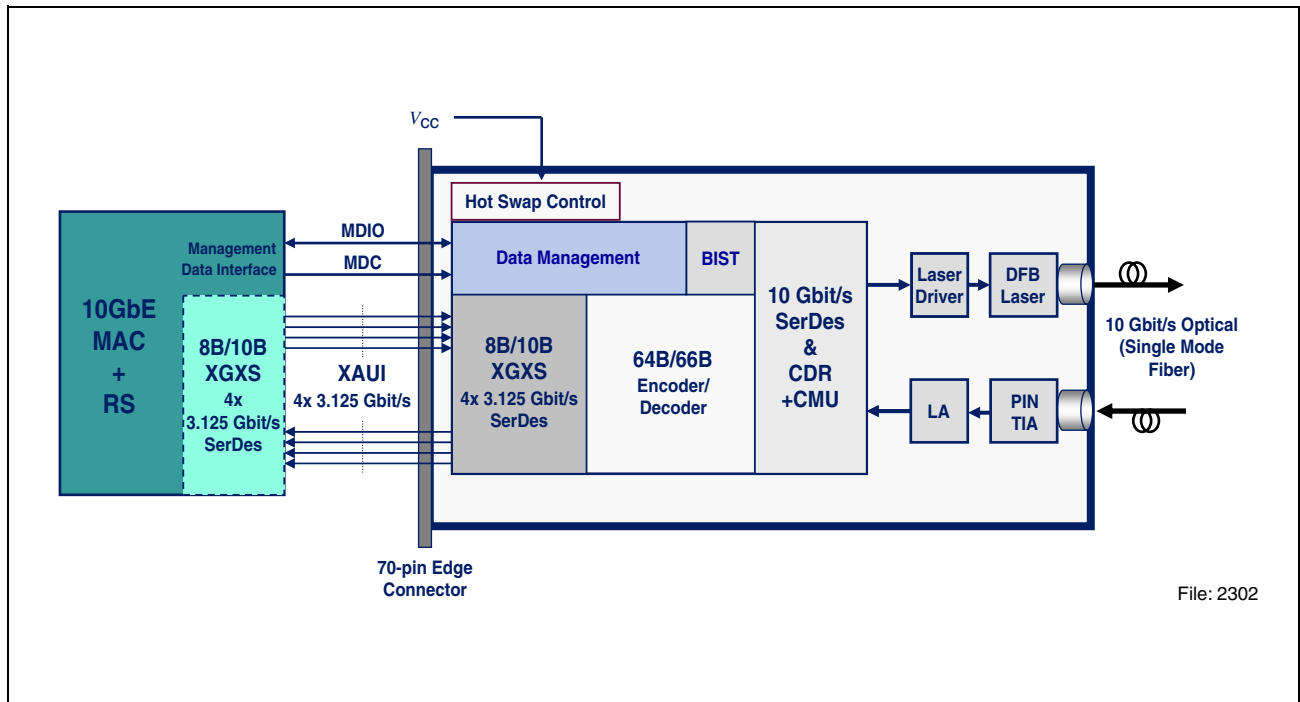 VCC
Hot Swap Control
MDIO
MDC
Management
Data Interface
Data Management
BIST
10GbE
MAC
+
RS
8B/10B
XGXS
4x
3.125 Gbit/s
SerDes
XAUI
4x 3.125 Gbit/s
8B/10B
XGXS
4x 3.125 Gbit/s
SerDes
64B/66B
Encoder/
Decoder
10 Gbit/s
SerDes
&
CDR
+CMU
Laser
Driver
DFB
Laser
LA
PIN
TIA
10 Gbit/s Optical
(Single Mode
Fiber)
70-pin Edge
Connector
File: 2302